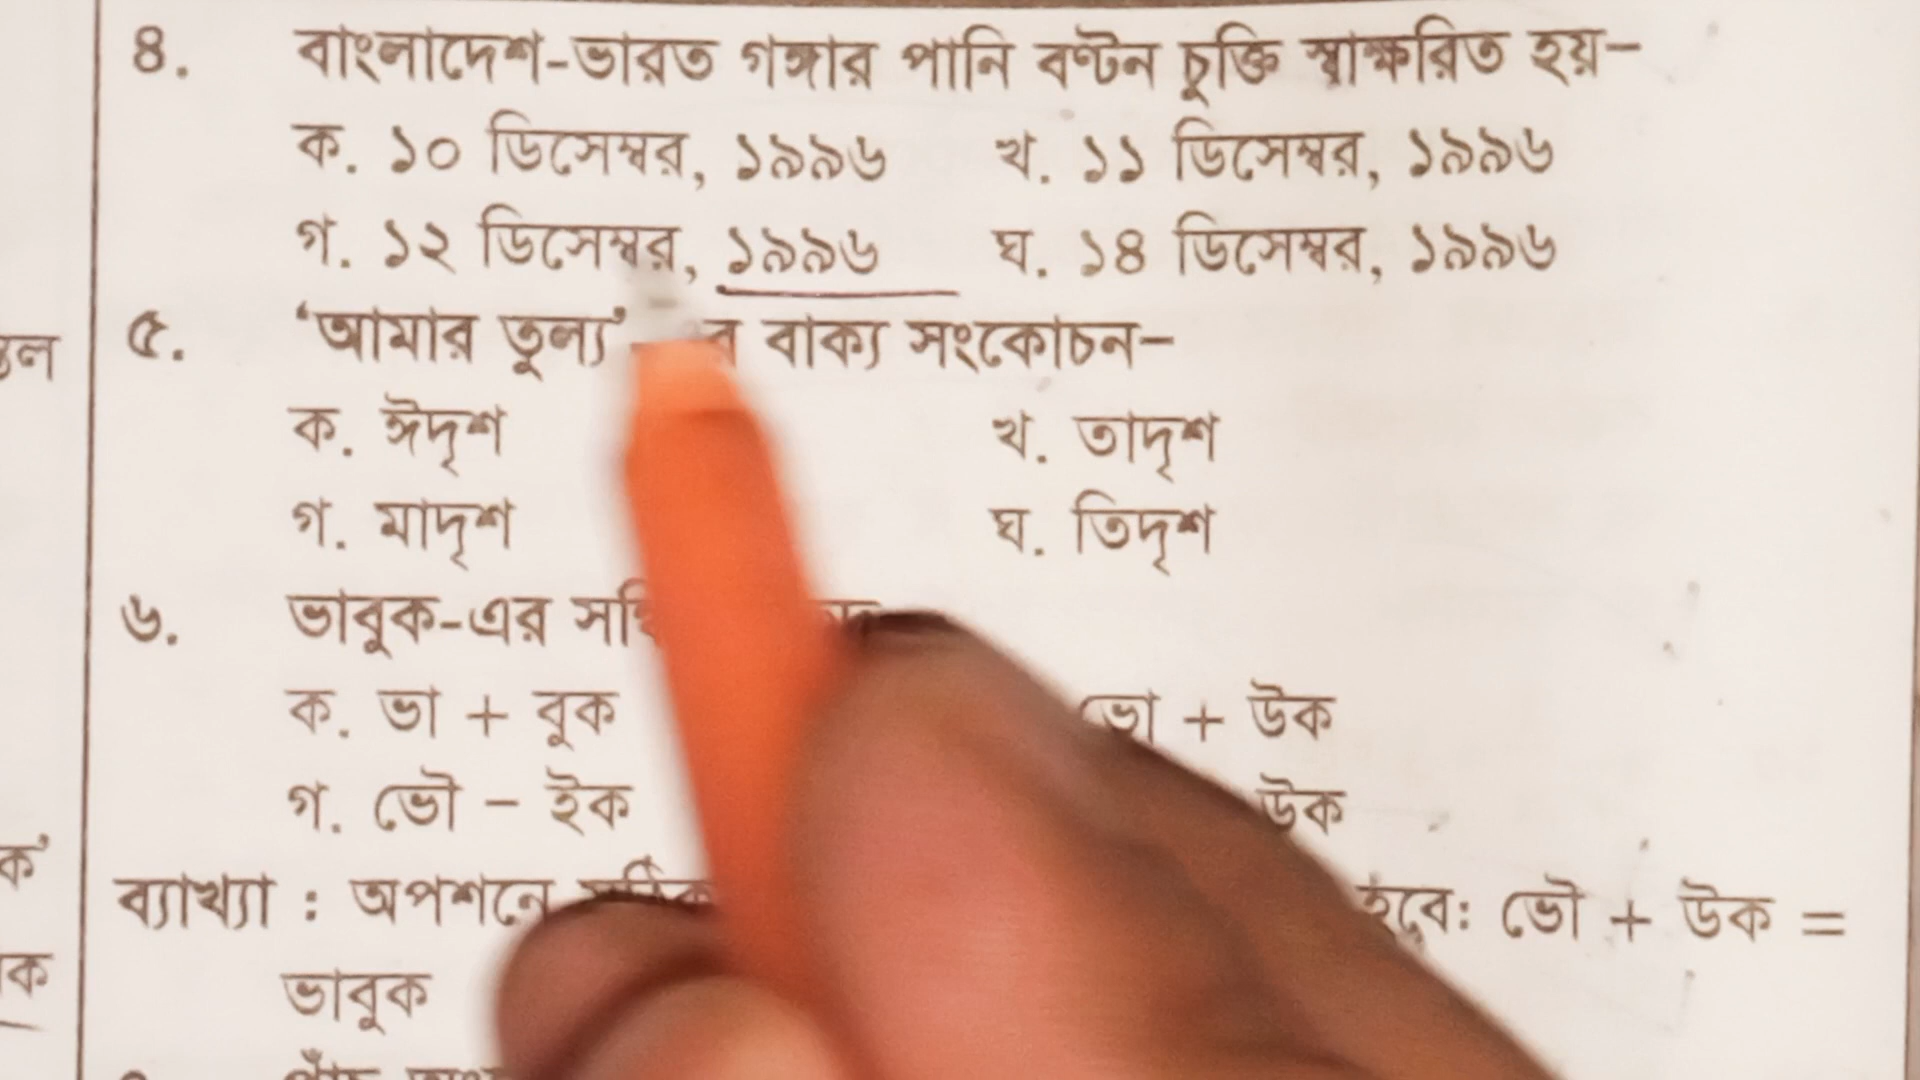 ৪. বাংলাদেশ-ভারত গঙ্গার পানি বণ্টন চুক্তি স্বাক্ষরিত হয়–
ক. ১০ ডিসেম্বর, ১৯৯৬ খ. ১১ ডিসেম্বর, ১৯৯৬
গ. ১২ ডিসেম্বর, ১৯৯৬ ঘ. ১৪ ডিসেম্বর, ১৯৯৬
৫. ‘আমার তুল্য’ বাক্য সংকোচন–
ক. ঈদৃশ খ. তাদৃশ
গ. মাদৃশ ঘ. তিদৃশ
৬. ভাবুক-এর
ক. ভা + বুক ভো + উক
গ. ভৌ – ইক উক
ব্যাখ্যা : অপশনে হবে: ভৌ + উক =
ভাবুক